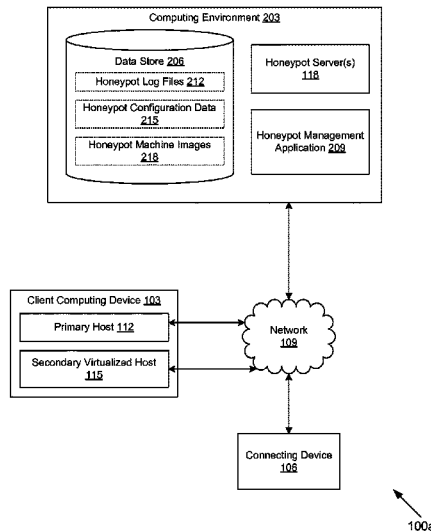 Computing Environment 203
Data Store 206
Honeypot Log Files 212
Honeypot Configuration Data
215
Honeypot Machine Images
218
Honeypot Server(s)
118
Honeypot Management
Application 209
Client Computing Device 103
Primary Host 112
Secondary Virtualized Host
115
Network
109
Connecting Device
106
100a